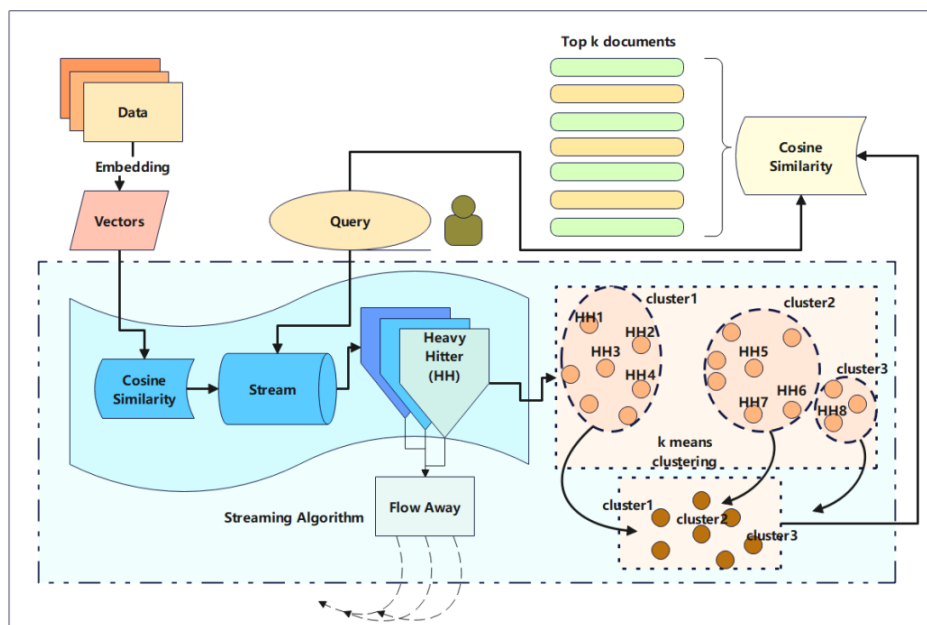 Top k documents
Data
Embedding
Vectors
Query
Cosine
Similarity
cluster1
cluster2
HH1
HH2
HH3
HH4
HH5
HH6
HH7
cluster3
HH8
Heavy
Hitter
(HH)
Cosine
Similarity
Stream
k means
clustering
Streaming Algorithm
Flow Away
cluster1
cluster2
cluster3